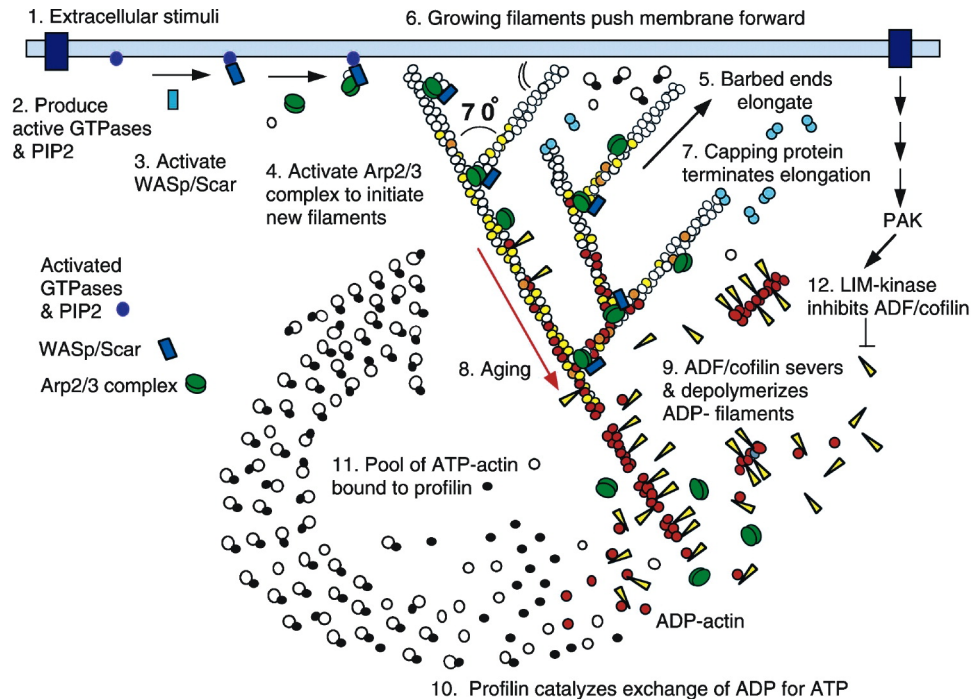 1. Extracellular stimuli
6. Growing filaments push membrane forward
2. Produce
active GTPases
& PIP2
3. Activate
WASp/Scar
4. Activate Arp2/3
complex to initiate
new filaments
70°
5. Barbed ends
elongate
7. Capping protein
terminates elongation
PAK
12. LIM-kinase
inhibits ADF/cofilin
Activated
GTPases
& PIP2
WASp/Scar
Arp2/3 complex
8. Aging
9. ADF/cofilin severs
& depolymerizes
ADP- filaments
11. Pool of ATP-actin
bound to profilin
ADP-actin
10. Profilin catalyzes exchange of ADP for ATP